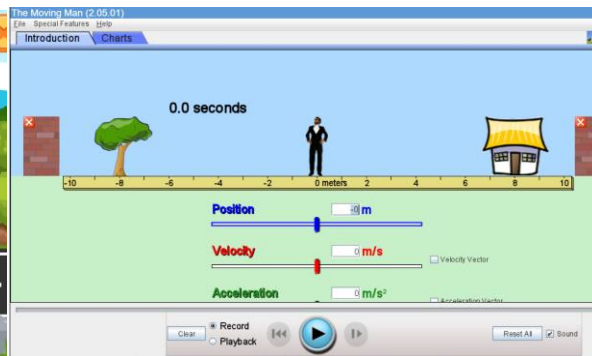 The Moving Man (2.05.01)
File Special Features Help
Introduction Charts
0.0 seconds
-10 -8 -6 -4 -2 0 meters 2 4 6 8 10
Position -0 m
Velocity 0 m/s
Velocity Vector
Acceleration 0 m/s²
Acceleration Vector
Clear
Record
Playback
Reset All
Sound